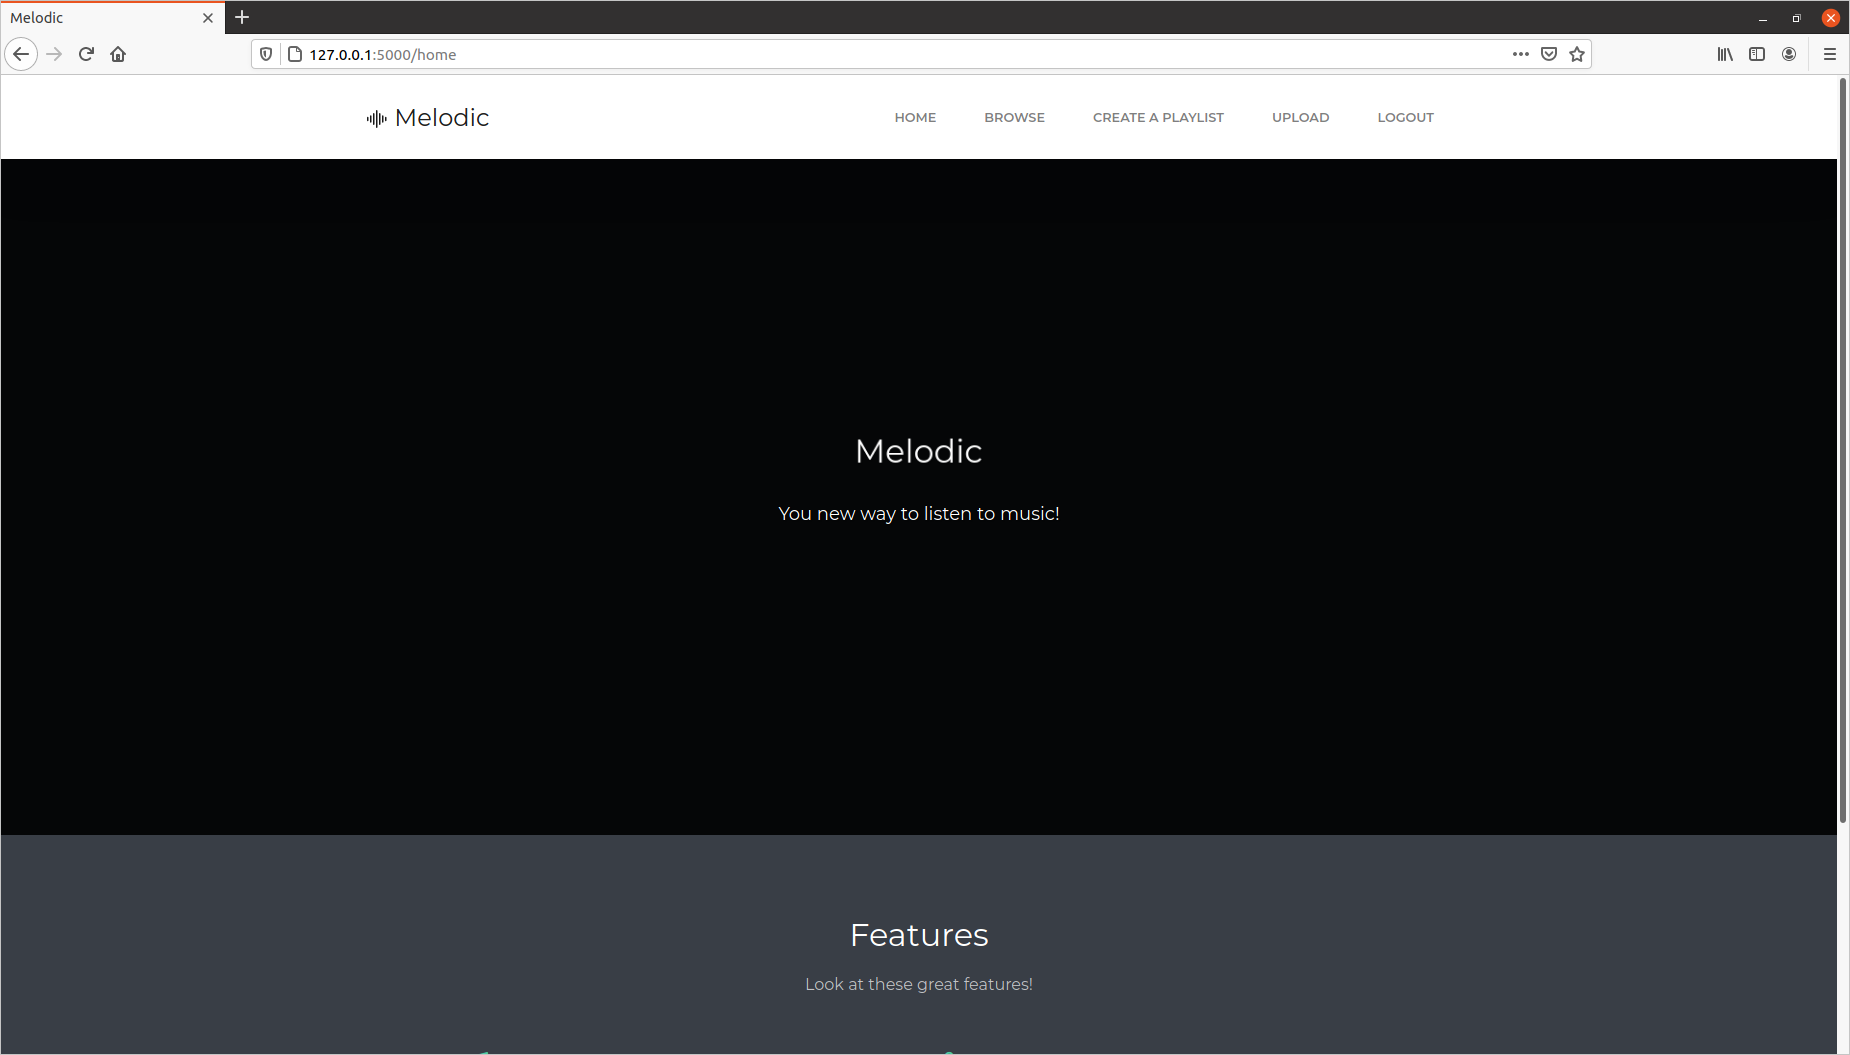 Melodic
127.0.0.1:5000/home
Melodic
HOME BROWSE CREATE A PLAYLIST UPLOAD LOGOUT
Melodic
You new way to listen to music!
Features
Look at these great features!